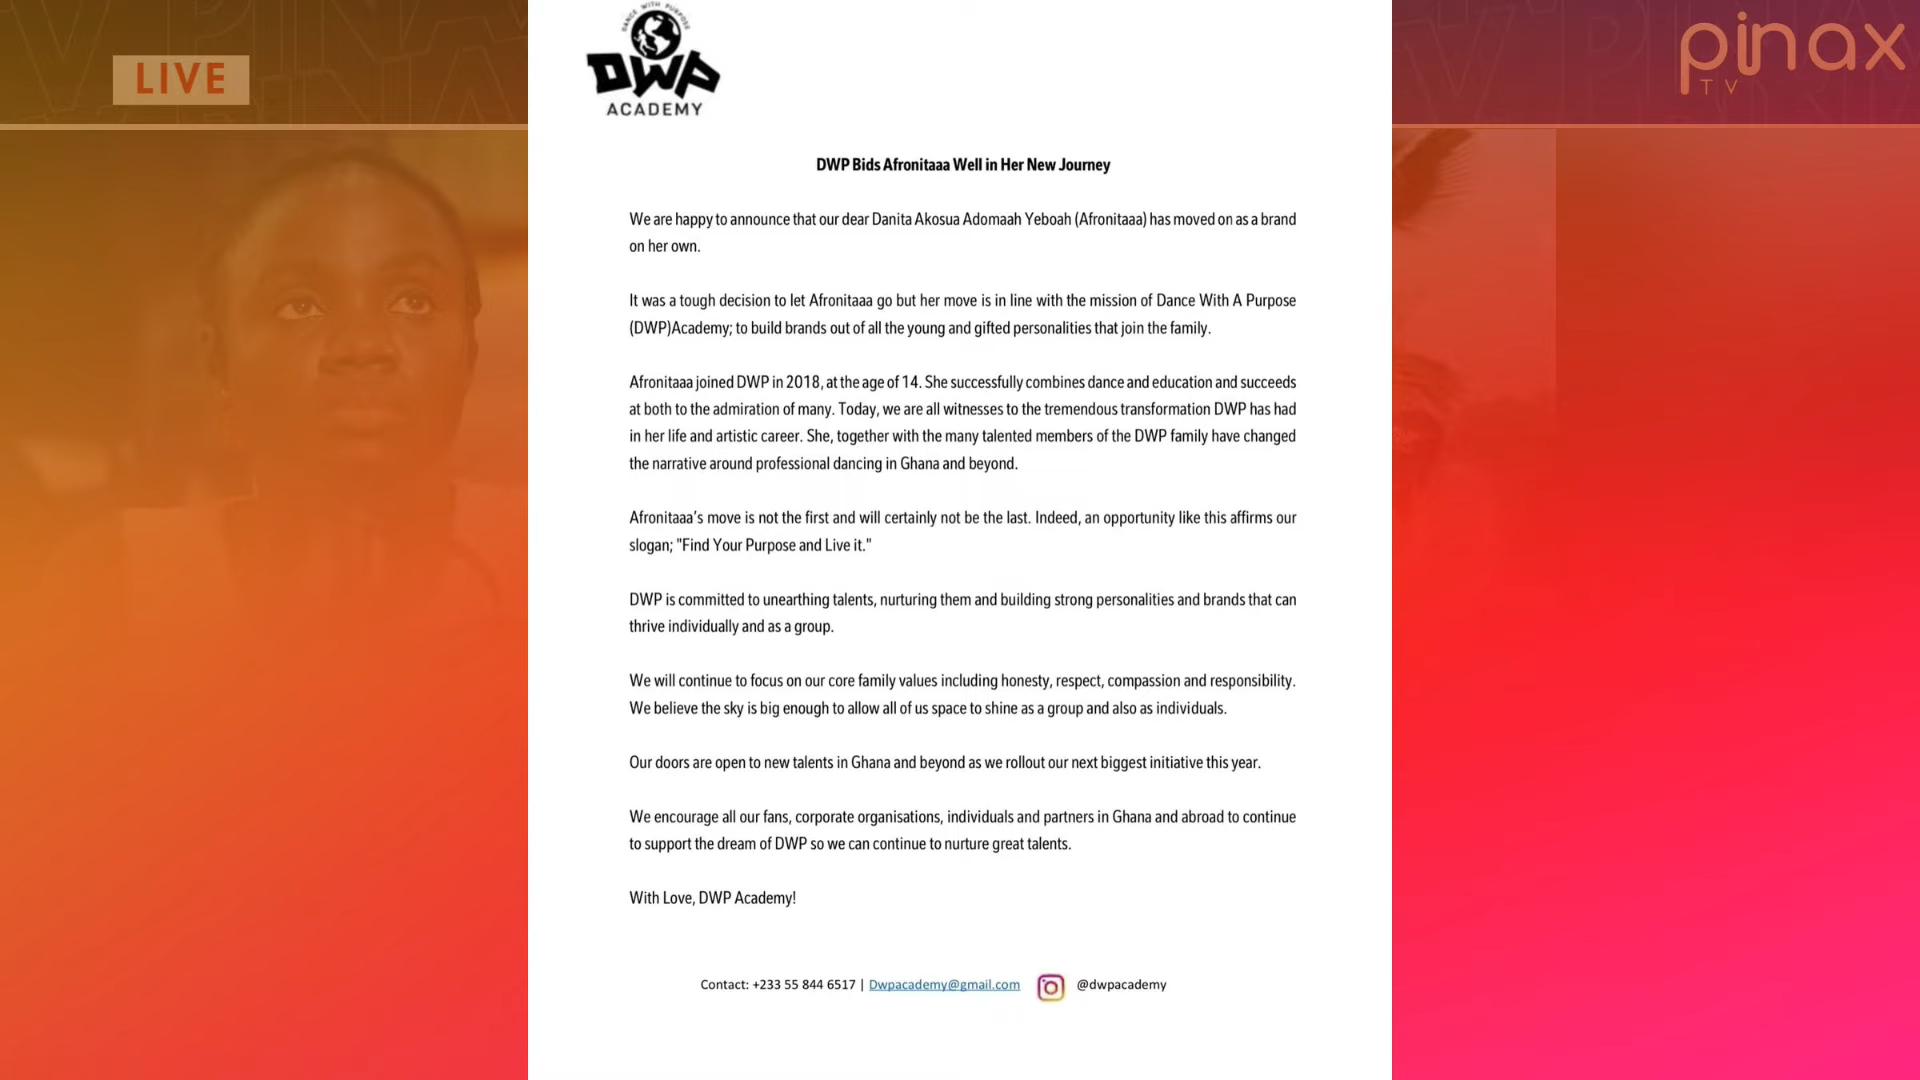 LIVE
pinax
TV
DANCE WITH PURPOSE
DWP
ACADEMY
DWP Bids Afronitaaa Well in Her New Journey
We are happy to announce that our dear Danita Akosua Adomaah Yeboah (Afronitaaa) has moved on as a brand
on her own.
It was a tough decision to let Afronitaaa go but her move is in line with the mission of Dance With A Purpose
(DWP)Academy; to build brands out of all the young and gifted personalities that join the family.
Afronitaaa joined DWP in 2018, at the age of 14. She successfully combines dance and education and succeeds
at both to the admiration of many. Today, we are all witnesses to the tremendous transformation DWP has had
in her life and artistic career. She, together with the many talented members of the DWP family have changed
the narrative around professional dancing in Ghana and beyond.
Afronitaaa’s move is not the first and will certainly not be the last. Indeed, an opportunity like this affirms our
slogan; "Find Your Purpose and Live it."
DWP is committed to unearthing talents, nurturing them and building strong personalities and brands that can
thrive individually and as a group.
We will continue to focus on our core family values including honesty, respect, compassion and responsibility.
We believe the sky is big enough to allow all of us space to shine as a group and also as individuals.
Our doors are open to new talents in Ghana and beyond as we rollout our next biggest initiative this year.
We encourage all our fans, corporate organisations, individuals and partners in Ghana and abroad to continue
to support the dream of DWP so we can continue to nurture great talents.
With Love, DWP Academy!
Contact: +233 55 844 6517 | Dwpacademy@gmail.com @dwpacademy